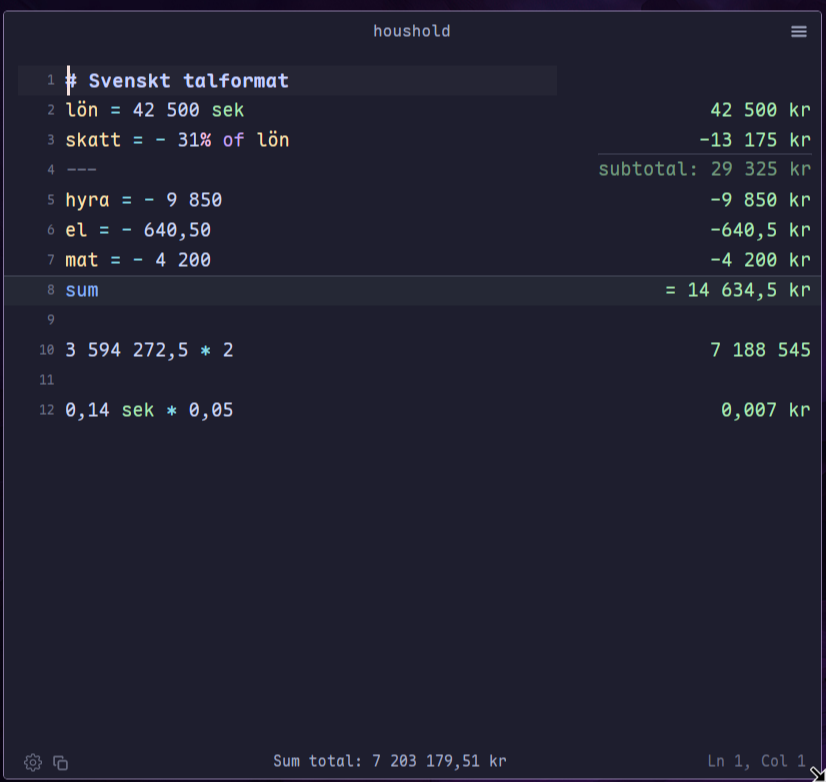 houshold
1 # Svenskt talformat
2 lön = 42 500 sek 42 500 kr
3 skatt = - 31% of lön -13 175 kr
4 --- subtotal: 29 325 kr
5 hyra = - 9 850 -9 850 kr
6 el = - 640,50 -640,5 kr
7 mat = - 4 200 -4 200 kr
8 sum = 14 634,5 kr
9
10 3 594 272,5 * 2 7 188 545
11
12 0,14 sek * 0,05 0,007 kr
Sum total: 7 203 179,51 kr Ln 1, Col 1